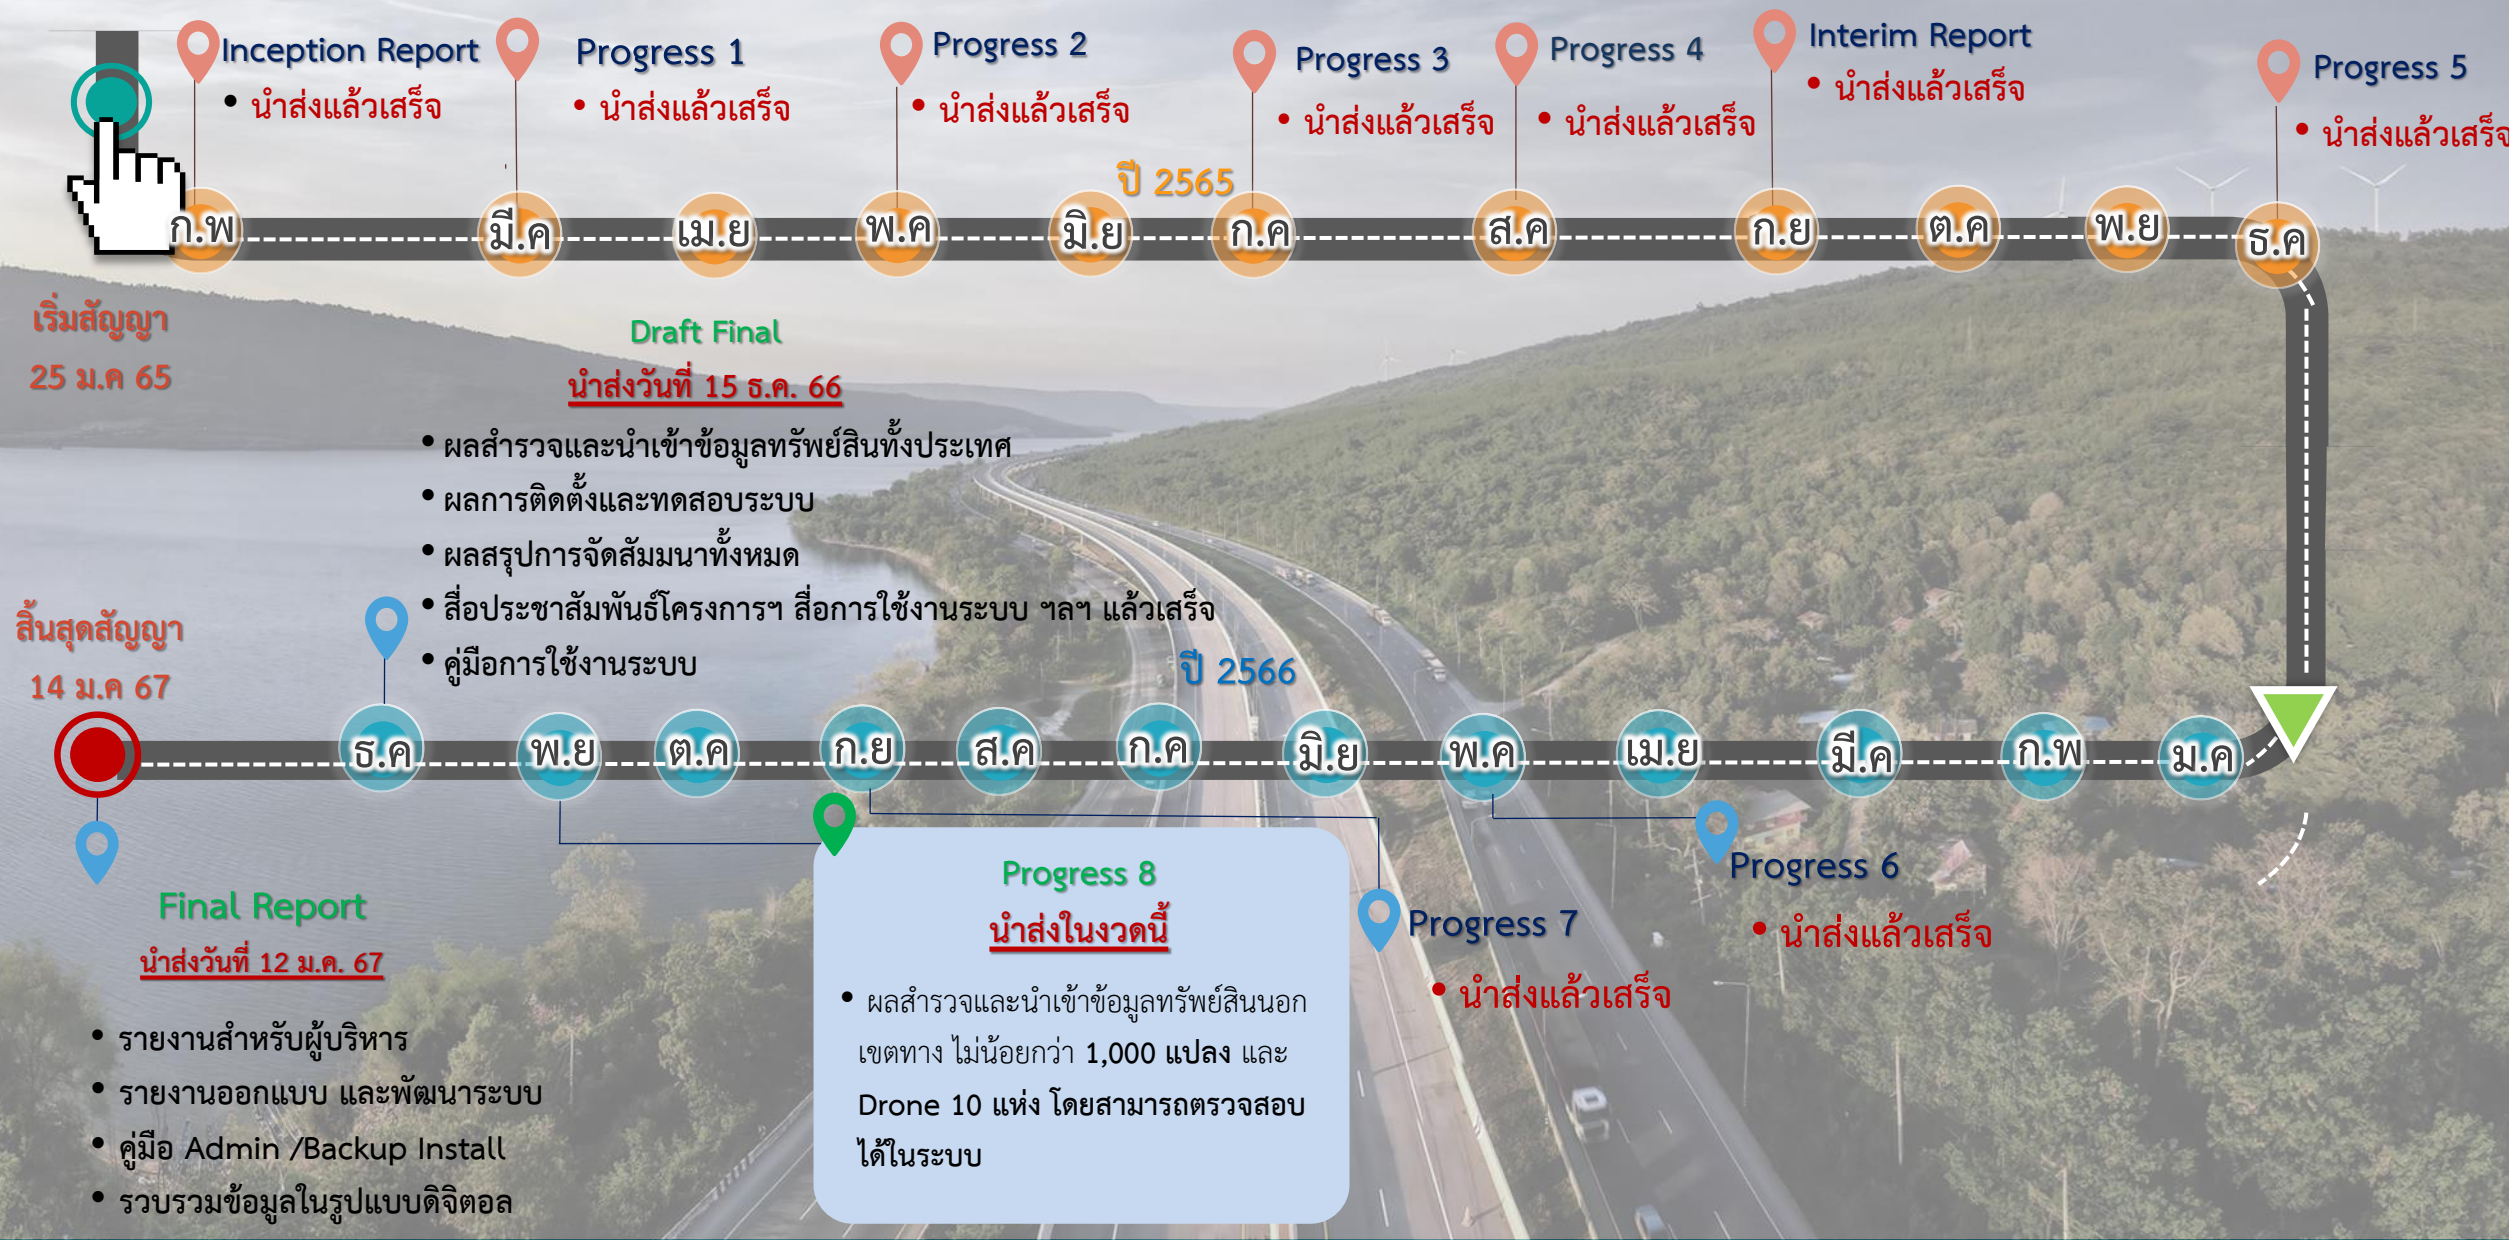 Inception Report
• นำส่งแล้วเสร็จ
Progress 1
• นำส่งแล้วเสร็จ
Progress 2
• นำส่งแล้วเสร็จ
Progress 3
• นำส่งแล้วเสร็จ
Progress 4
• นำส่งแล้วเสร็จ
Interim Report
• นำส่งแล้วเสร็จ
Progress 5
• นำส่งแล้วเสร็จ
ปี 2565
ก.พ มี.ค เม.ย พ.ค มิ.ย ก.ค ส.ค ก.ย ต.ค พ.ย ธ.ค
เริ่มสัญญา
25 ม.ค 65
Draft Final
นำส่งวันที่ 15 ธ.ค. 66
• ผลสำรวจและนำเข้าข้อมูลทรัพย์สินทั้งประเทศ
• ผลการติดตั้งและทดสอบระบบ
• ผลสรุปการจัดสัมมนาทั้งหมด
• สื่อประชาสัมพันธ์โครงการฯ สื่อการใช้งานระบบ ฯลฯ แล้วเสร็จ
• คู่มือการใช้งานระบบ
สิ้นสุดสัญญา
14 ม.ค 67
ปี 2566
ธ.ค พ.ย ต.ค ก.ย ส.ค ก.ค มิ.ย พ.ค เม.ย มี.ค ก.พ ม.ค
Final Report
นำส่งวันที่ 12 ม.ค. 67
• รายงานสำหรับผู้บริหาร
• รายงานออกแบบ และพัฒนาระบบ
• คู่มือ Admin /Backup Install
• รวบรวมข้อมูลในรูปแบบดิจิตอล
Progress 8
นำส่งในงวดนี้
• ผลสำรวจและนำเข้าข้อมูลทรัพย์สินนอก
เขตทาง ไม่น้อยกว่า 1,000 แปลง และ
Drone 10 แห่ง โดยสามารถตรวจสอบ
ได้ในระบบ
Progress 7
• นำส่งแล้วเสร็จ
Progress 6
• นำส่งแล้วเสร็จ